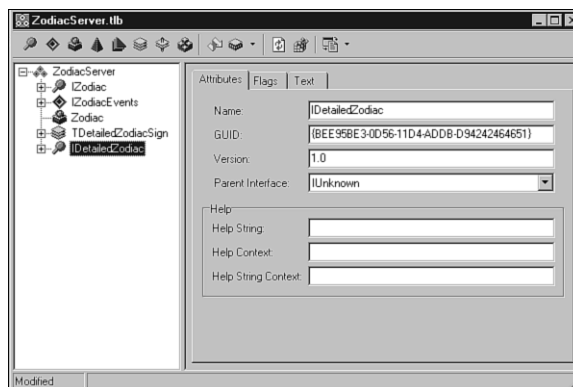 ZodiacServer.tlb
ZodiacServer
IZodiac
IZodiacEvents
Zodiac
TDetailedZodiacSign
IDetailedZodiac
Attributes Flags Text
Name: IDetailedZodiac
GUID: {BEE95BE3-0D56-11D4-ADDB-D94242464651}
Version: 1.0
Parent Interface: IUnknown
Help
Help String:
Help Context:
Help String Context:
Modified